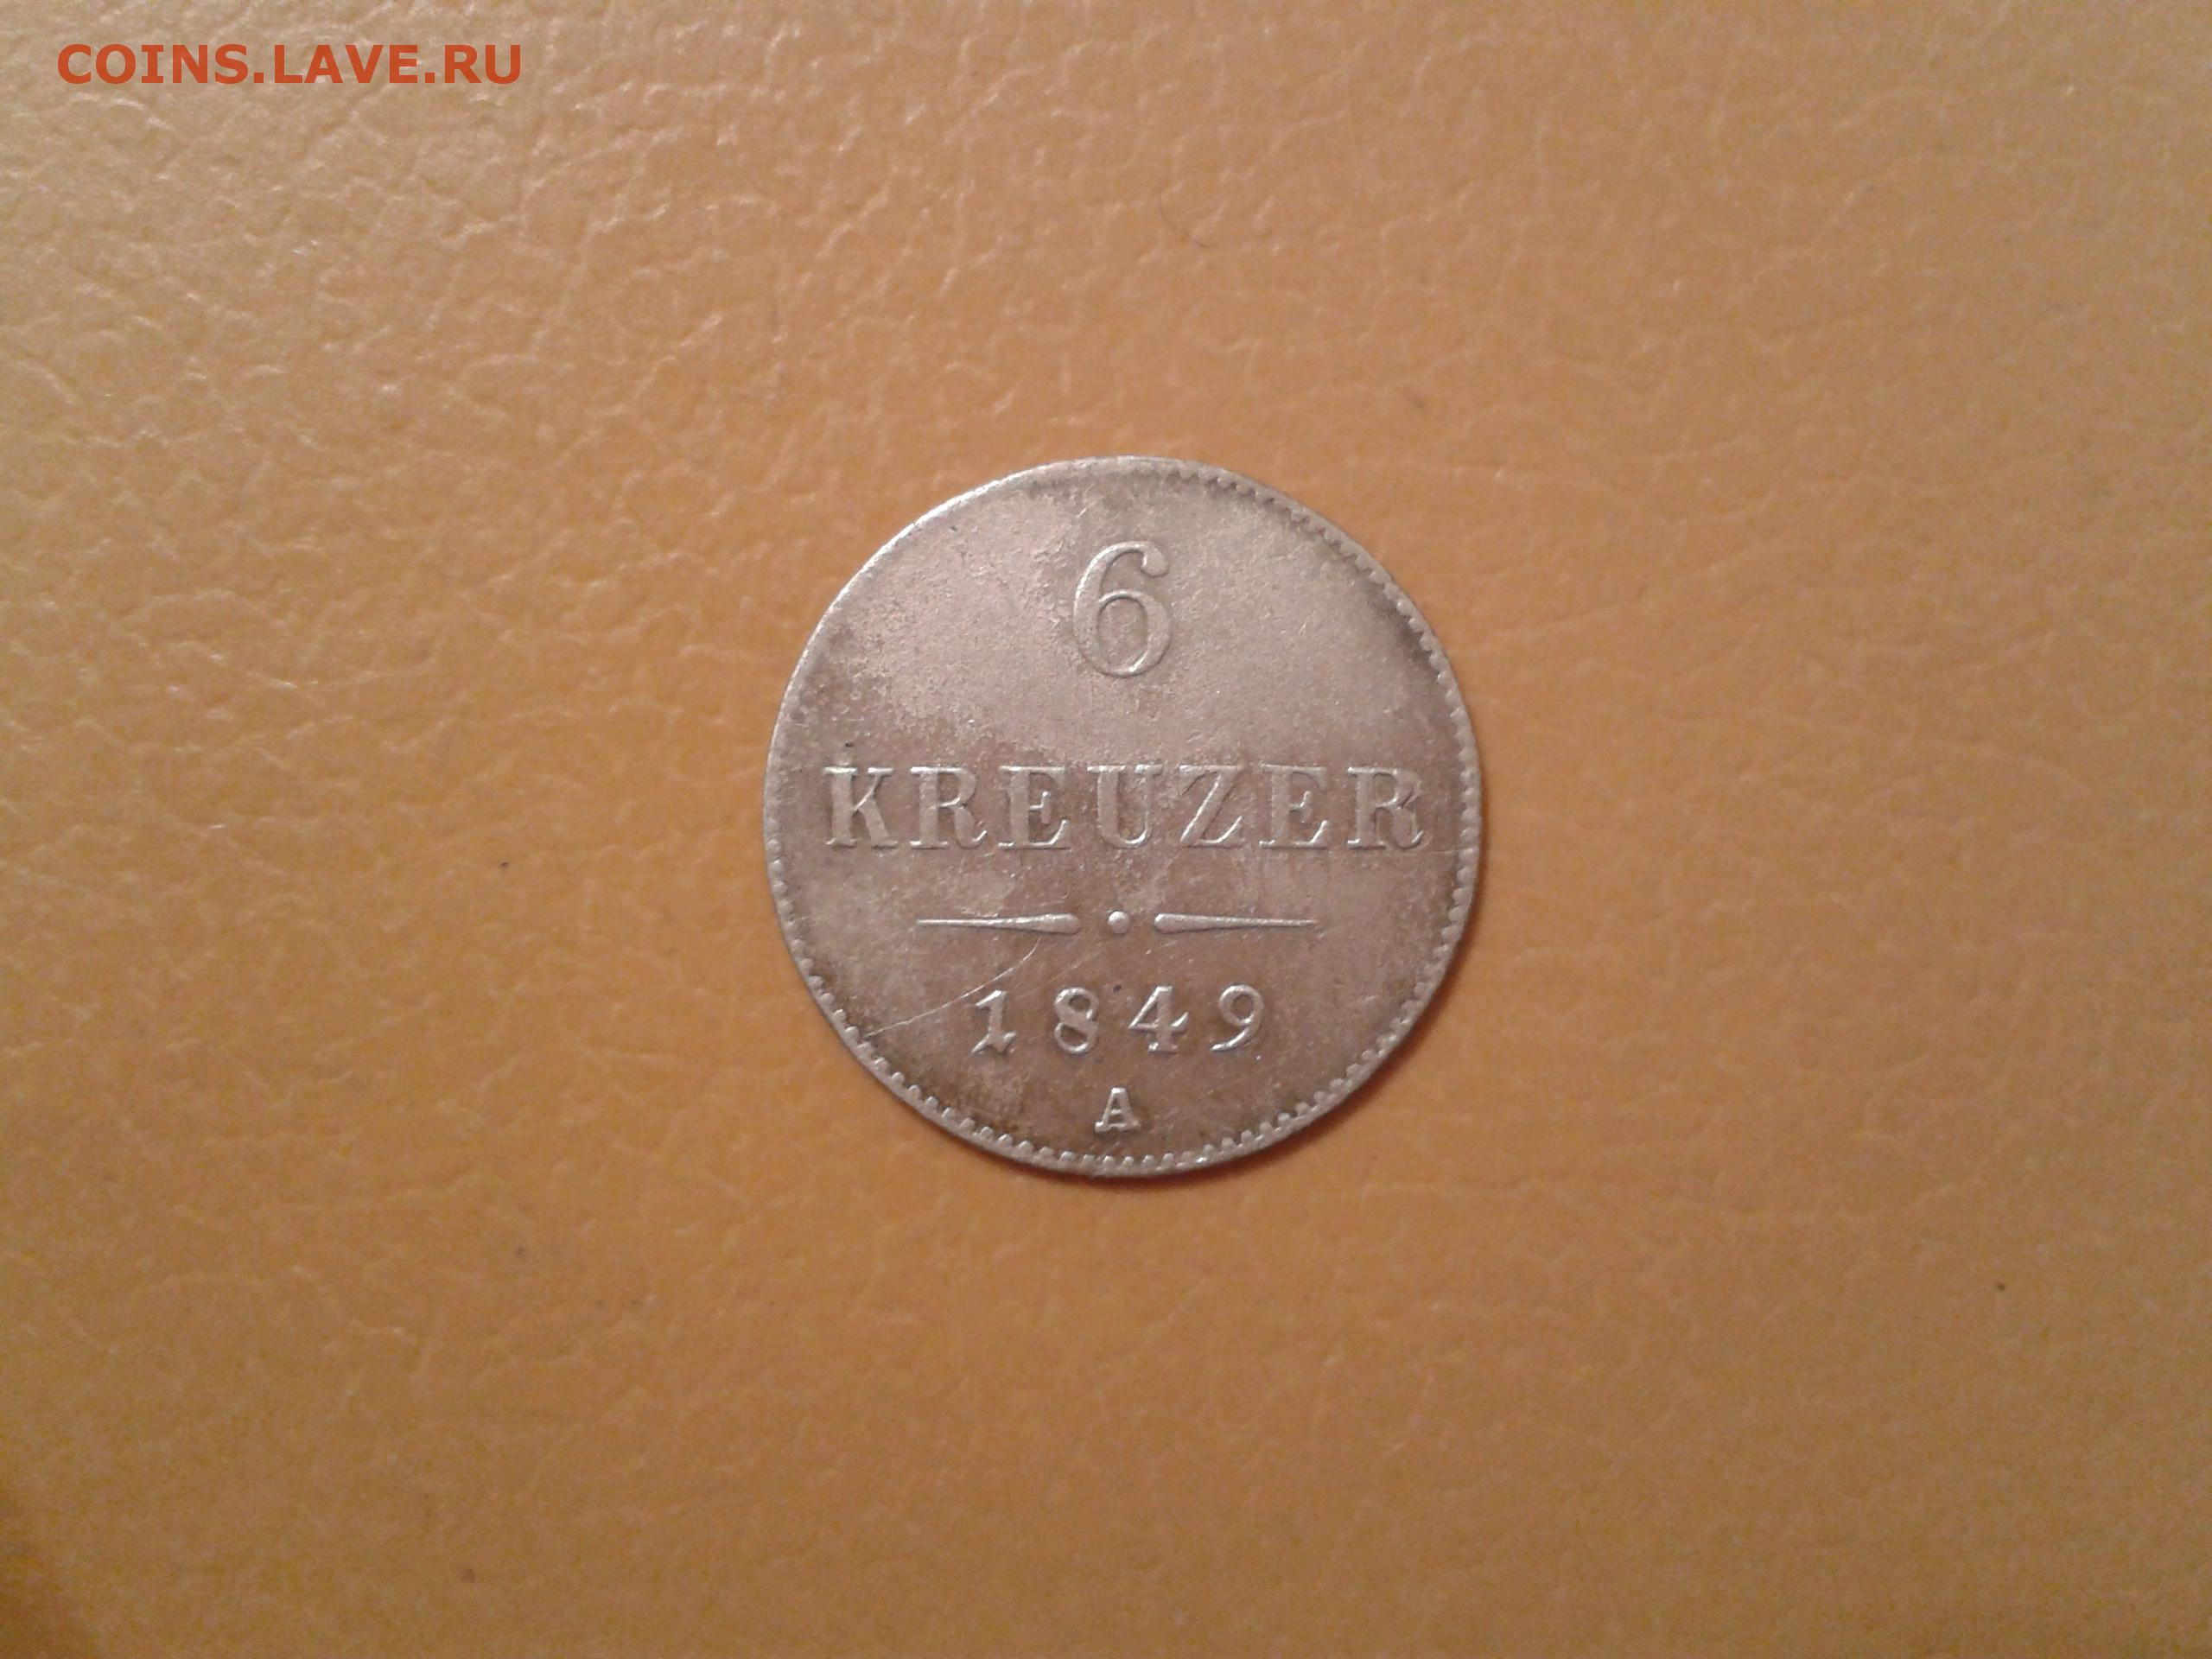 COINS.LAVE.RU
6
KREUZER
1849
A